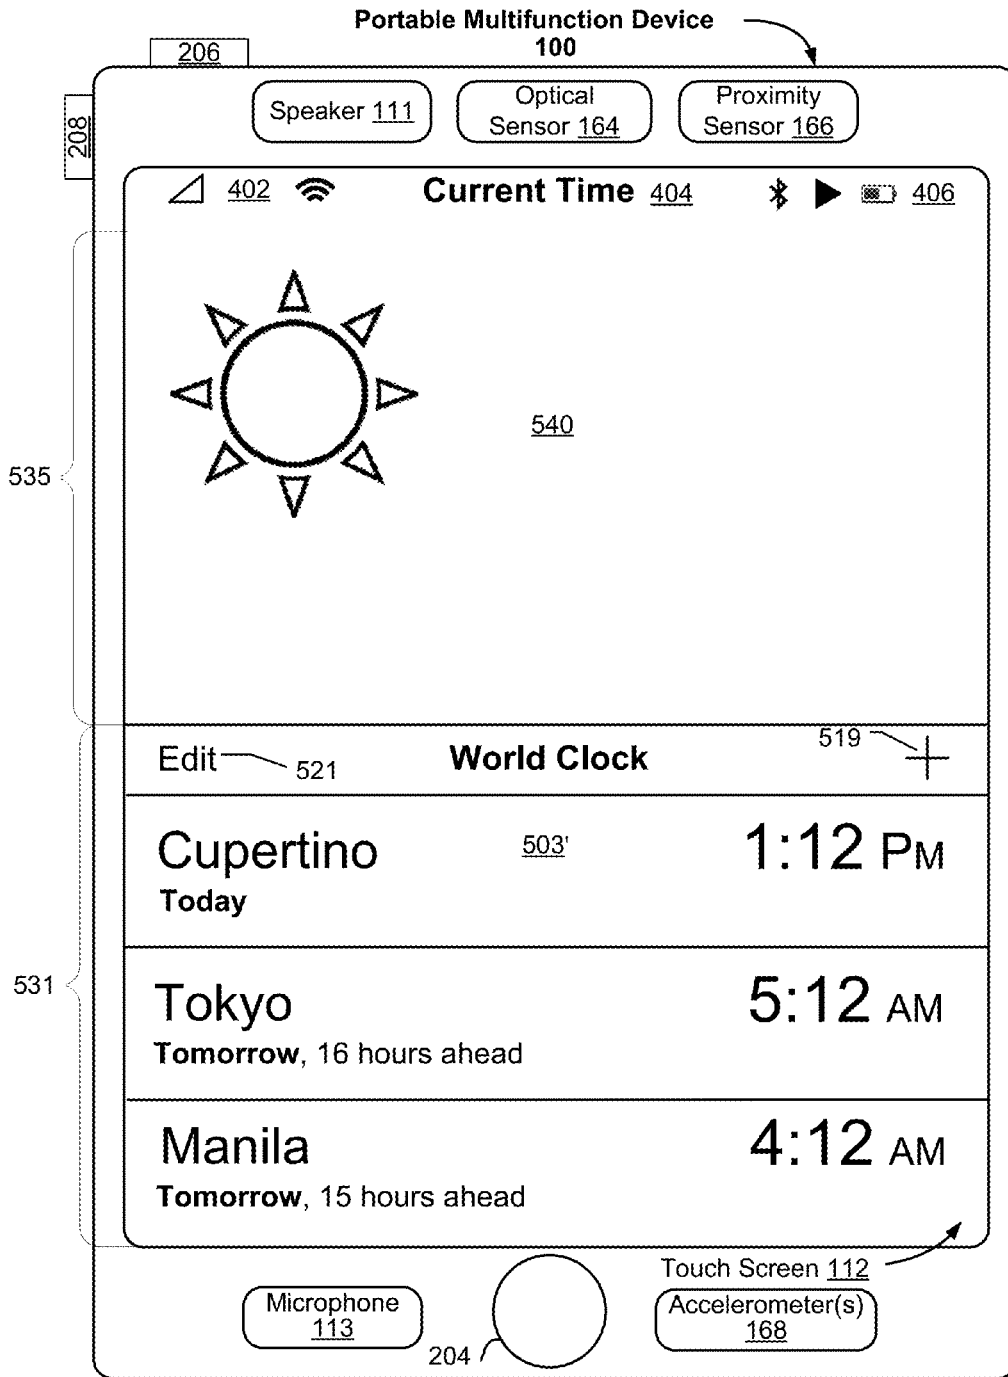 Portable Multifunction Device
100
206
208
Speaker 111
Optical
Sensor 164
Proximity
Sensor 166
402
Current Time 404
406
540
535
Edit
521
World Clock
519
Cupertino
503'
1:12 PM
Today
531
Tokyo
5:12 AM
Tomorrow, 16 hours ahead
Manila
4:12 AM
Tomorrow, 15 hours ahead
Touch Screen 112
Microphone
113
204
Accelerometer(s)
168